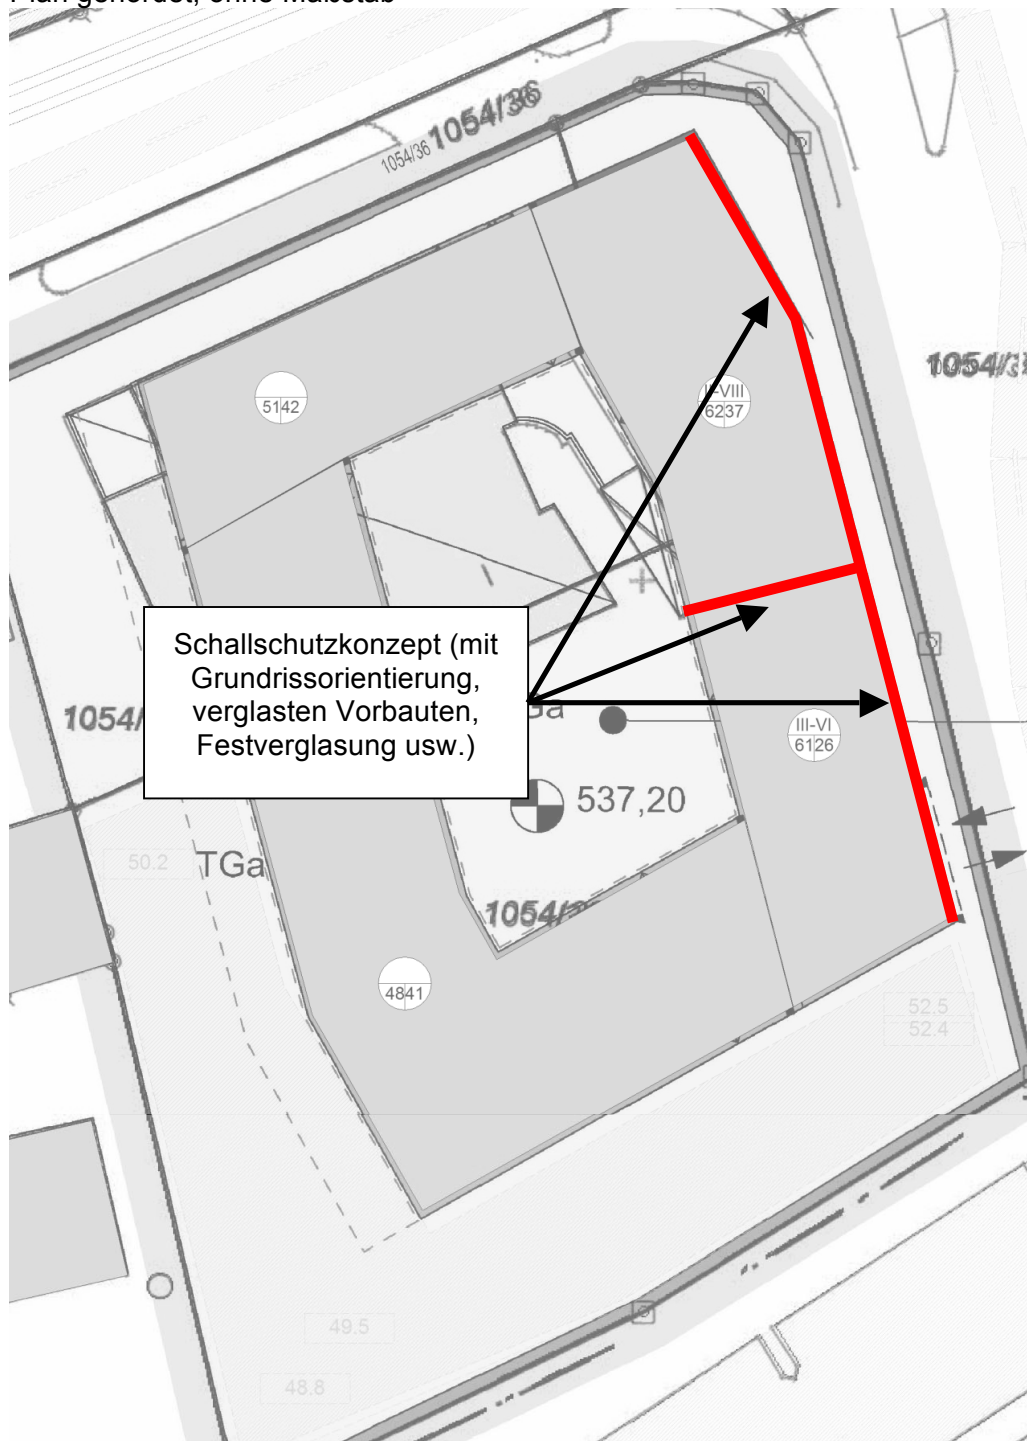 Plan genordet, ohne Maßstab
1054/36
1054/36
1054/3
5142
II-VIII
6237
Schallschutzkonzept (mit
Grundrissorientierung,
verglasten Vorbauten,
Festverglasung usw.)
1054/
Ga
III-VI
6126
537,20
50.2
TGa
1054/3
4841
52.5
52.4
49.5
48.8